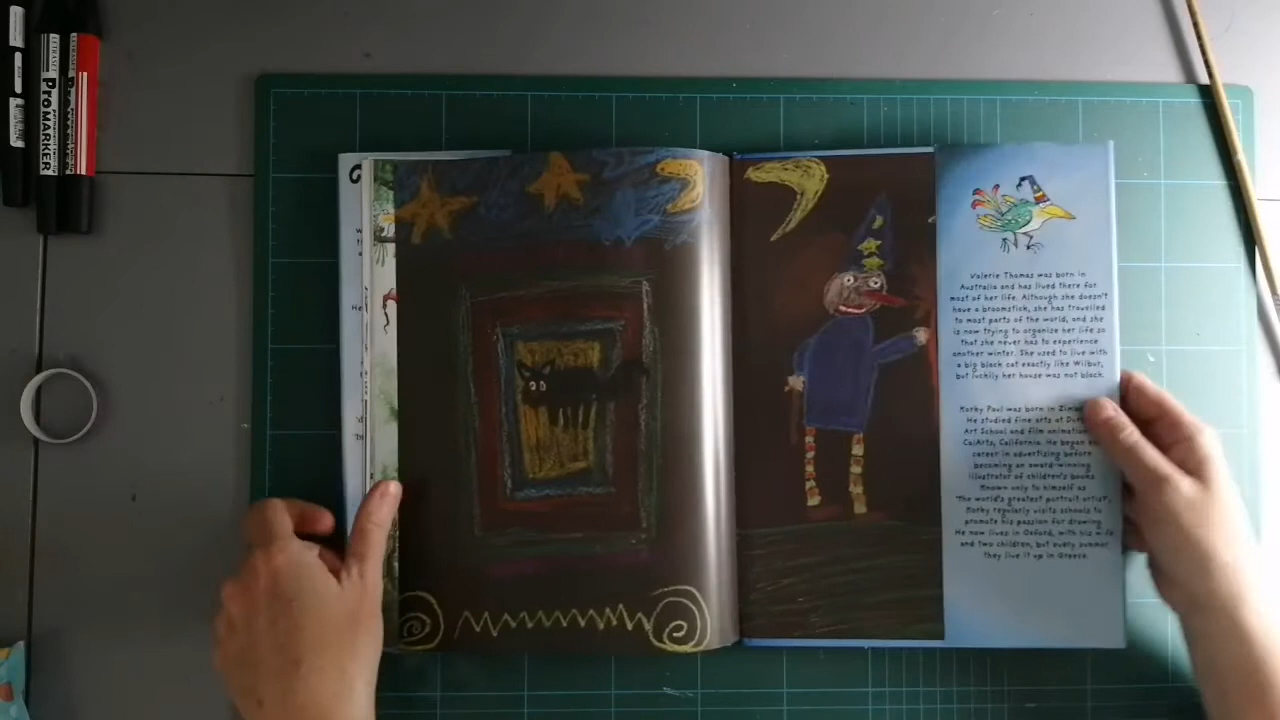 LETRASET
ProMARKER
LETRASET
ProMARKER
Valerie Thomas was born in
Australia and has lived there for
most of her life. Although she doesn't
have a broomstick, she has travelled
to most parts of the world, and she
is now trying to organise her life so
that she never has to experience
another winter. She used to live with
a big black cat exactly like Wilbur,
but luckily her house was not black.
Korky Paul was born in
He studied fine arts at
Art School and film animation
CalArts, California. He began
career in advertising before
becoming an award-winning
illustrator of children's books.
Known only to himself as
'The world's greatest portrait artist',
Korky regularly visits schools to
promote his passion for drawing.
He now lives in Oxford, with his wife
and two children, but every summer
they live it up in Greece.